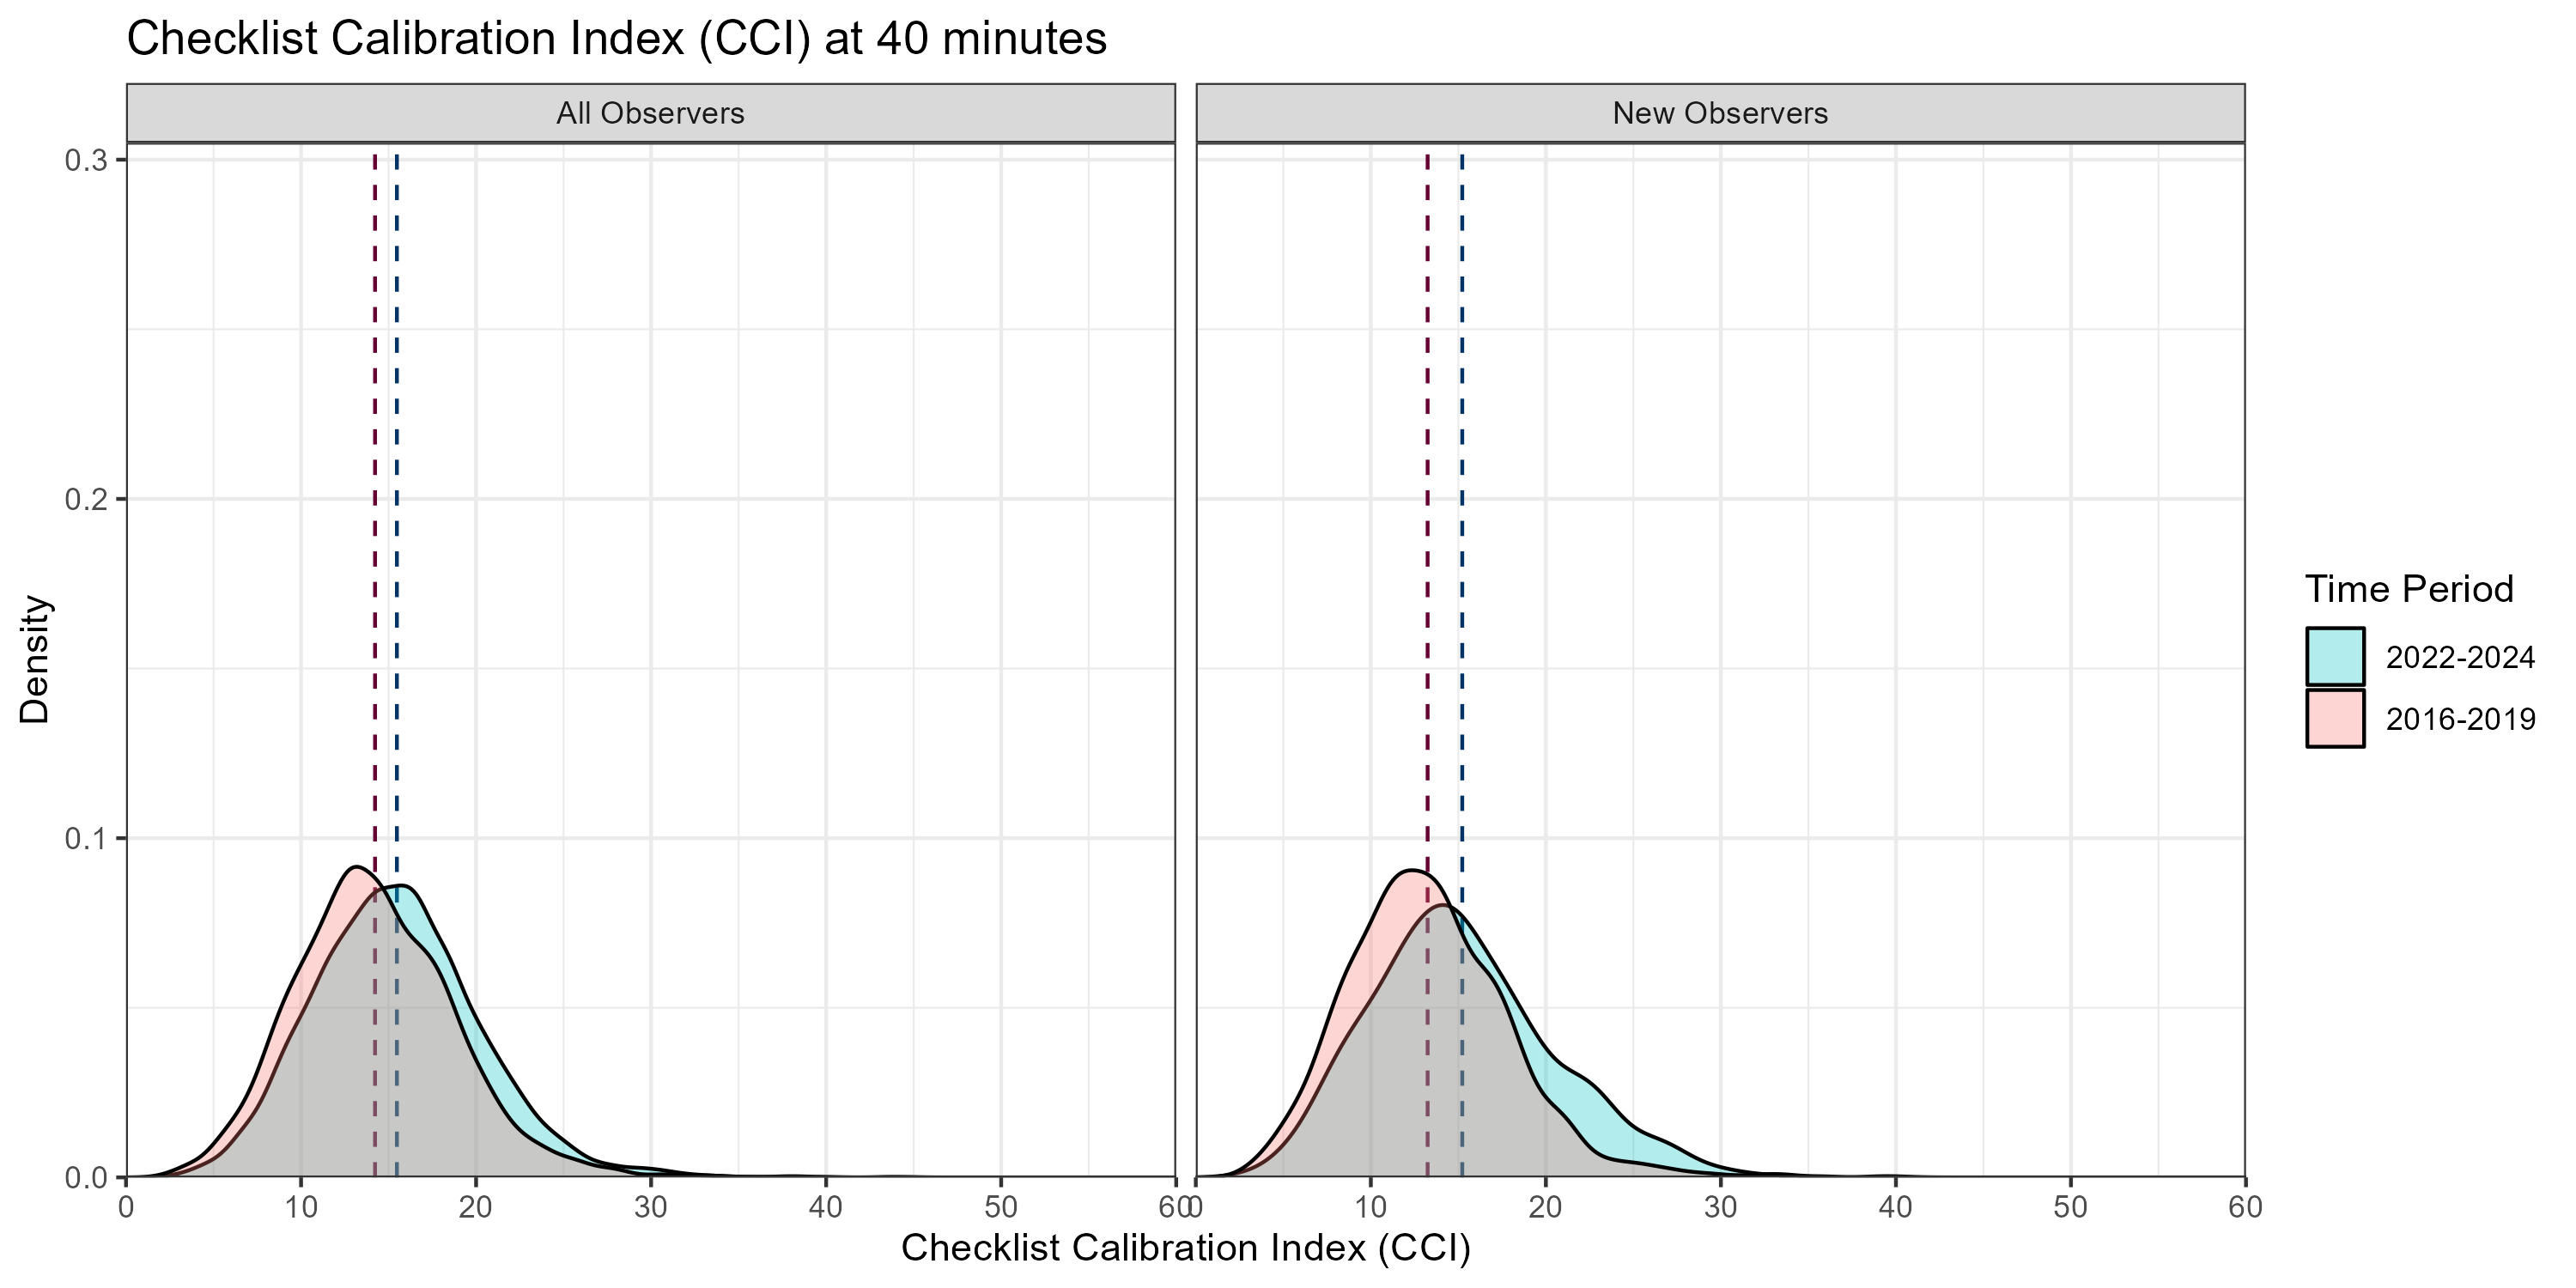 Checklist Calibration Index (CCI) at 40 minutes
All Observers
New Observers
0.3
0.2
0.1
0.0
Density
0 10 20 30 40 50 60
0 10 20 30 40 50 60
Checklist Calibration Index (CCI)
Time Period
2022-2024
2016-2019